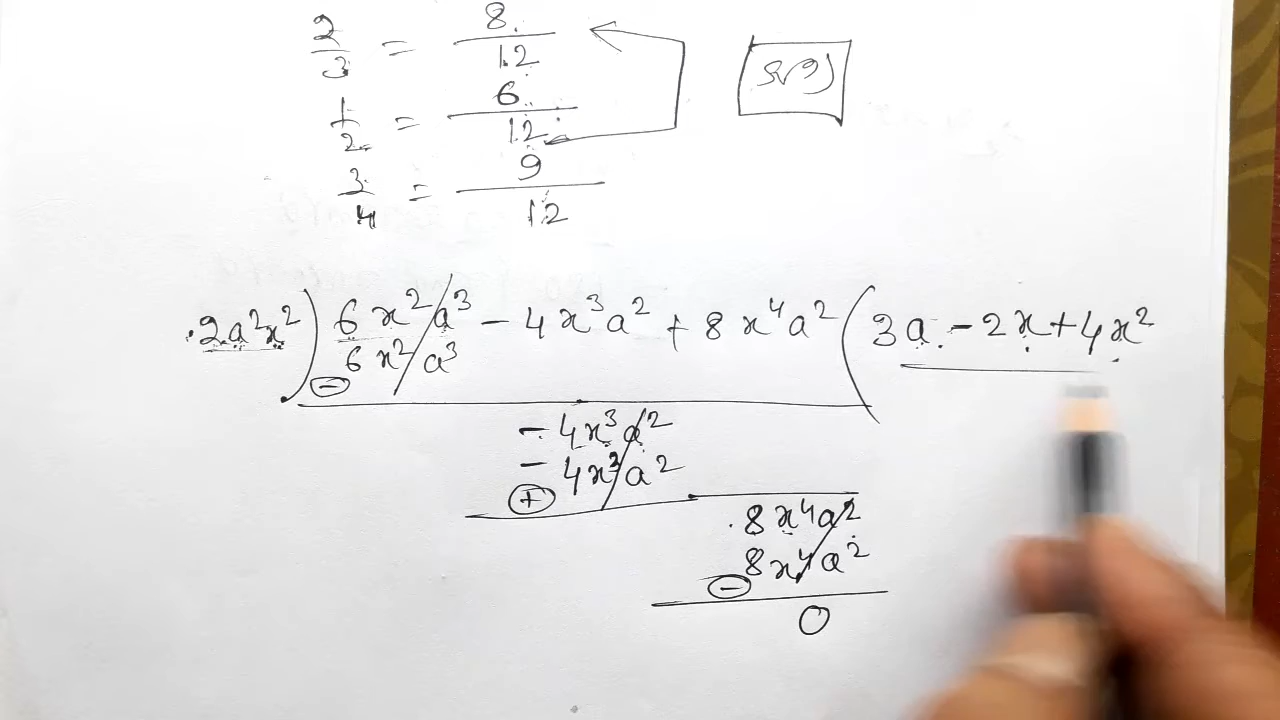 2/3 = 8/12
1/2 = 6/12
3/4 = 9/12
2a²x²) 6x²a³ - 4x³a² + 8x⁴a² (3a - 2x + 4x²
6x²a³
-
- 4x³a²
- 4x³a²
+
8x⁴a²
8x⁴a²
-
0